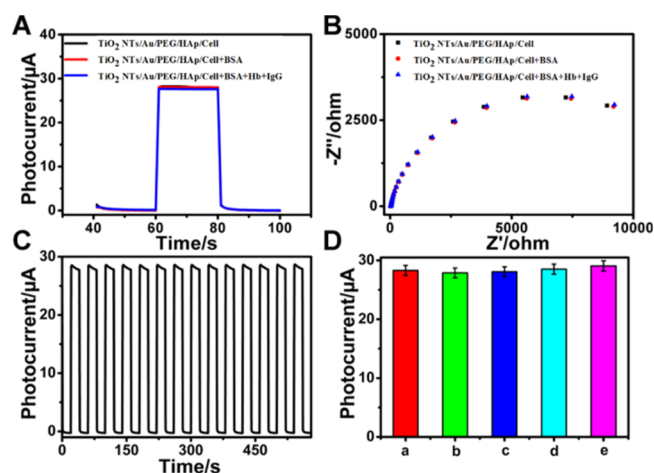 A
TiO2 NTs/Au/PEG/HAp/Cell
TiO2 NTs/Au/PEG/HAp/Cell+BSA
TiO2 NTs/Au/PEG/HAp/Cell+BSA+Hb+IgG
Photocurrent/µA
40
30
20
10
0
40 60 80 100
Time/s
B
TiO2 NTs/Au/PEG/HAp/Cell
TiO2 NTs/Au/PEG/HAp/Cell+BSA
TiO2 NTs/Au/PEG/HAp/Cell+BSA+Hb+IgG
-Z''/ohm
5000
2500
0
0 5000 10000
Z'/ohm
C
Photocurrent/µA
30
20
10
0
0 150 300 450
Time/s
D
Photocurrent/µA
30
20
10
0
a b c d e